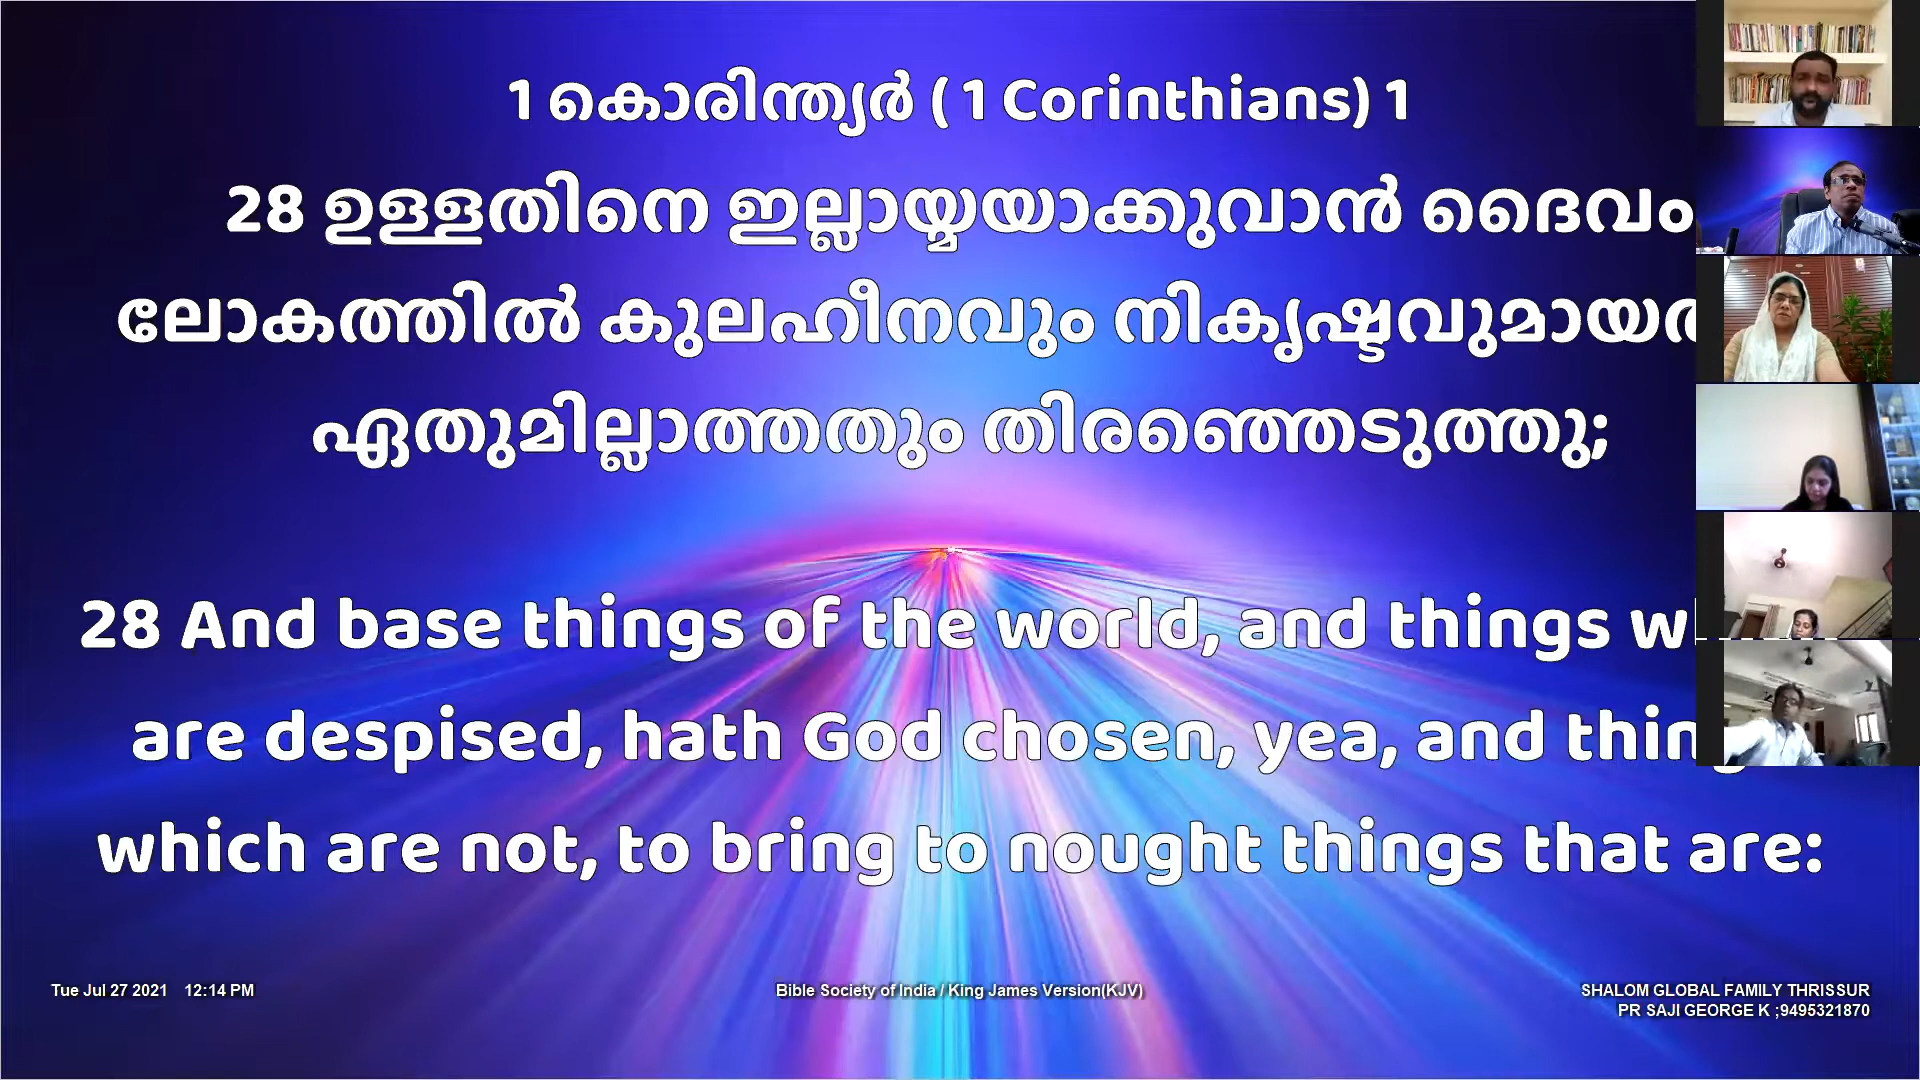 1 കൊരിന്ത്യർ ( 1 Corinthians) 1
28 ഉള്ളതിനെ ഇല്ലായ്മയാക്കുവാൻ ദൈവം
ലോകത്തിൽ കുലഹീനവും
ഏതുമില്ലാത്തതും തിരഞ്ഞെടുത്തു;
28 And base things of the world, and things
are despised, hath God chosen, yea, and
which are not, to bring to nought things that are:
Tue Jul 27 2021 12:14 PM
Bible Society of India / King James Version(KJV)
SHALOM GLOBAL FAMILY THRISSUR
PR SAJI GEORGE K ;9495321870